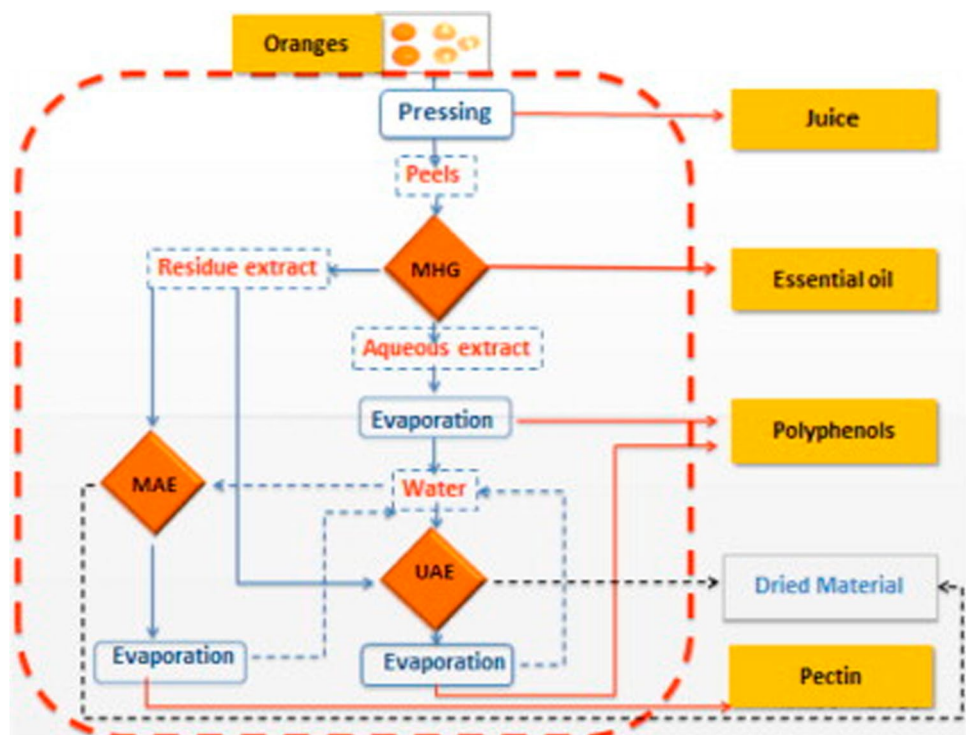 Oranges
Pressing
Juice
Peels
Residue extract
MHG
Essential oil
Aqueous extract
Evaporation
Polyphenols
MAE
Water
UAE
Dried Material
Evaporation
Evaporation
Pectin